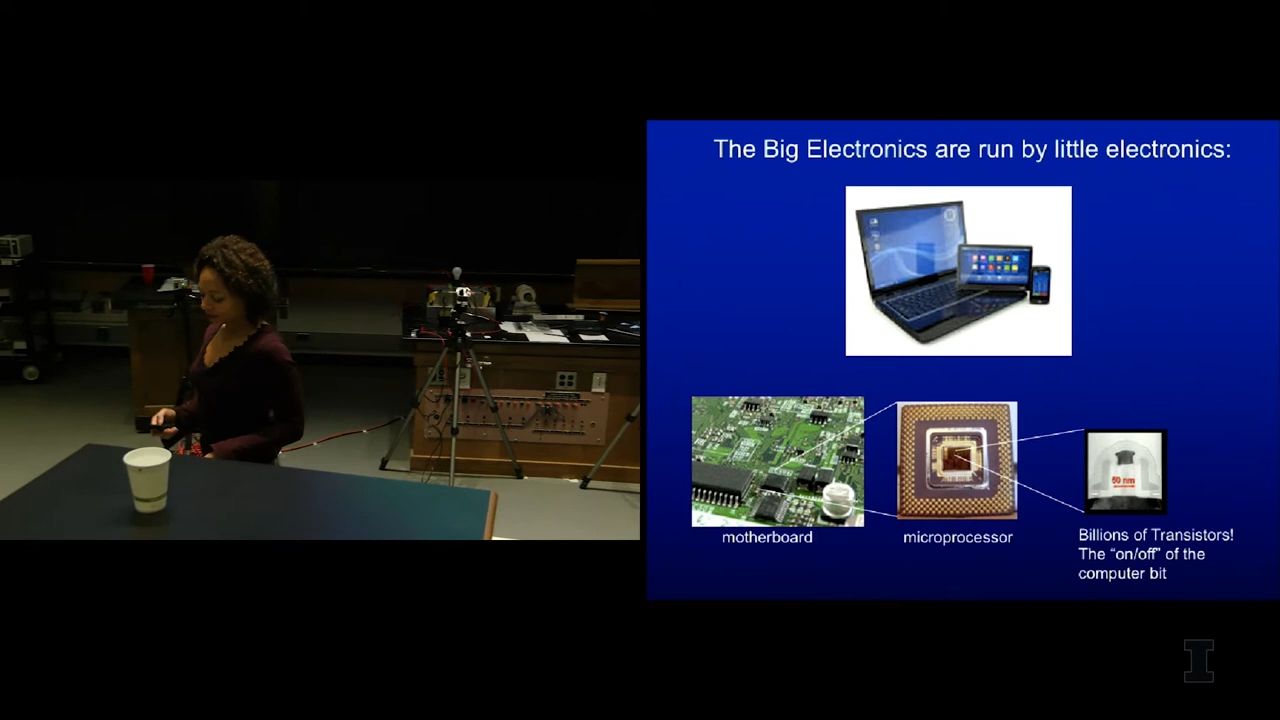 The Big Electronics are run by little electronics:
50 nm
motherboard
microprocessor
Billions of Transistors!
The “on/off” of the
computer bit
I